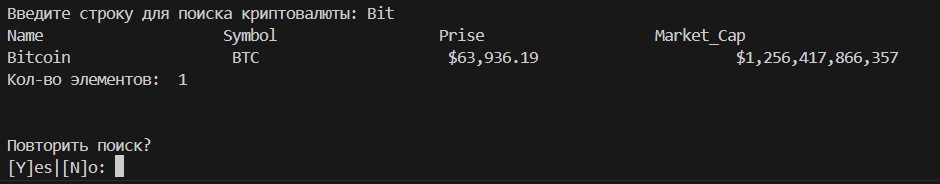 Введите строку для поиска криптовалюты: Bit
Name Symbol Prise Market_Cap
Bitcoin BTC $63,936.19 $1,256,417,866,357
Кол-во элементов: 1
Повторить поиск?
[Y]es|[N]o: